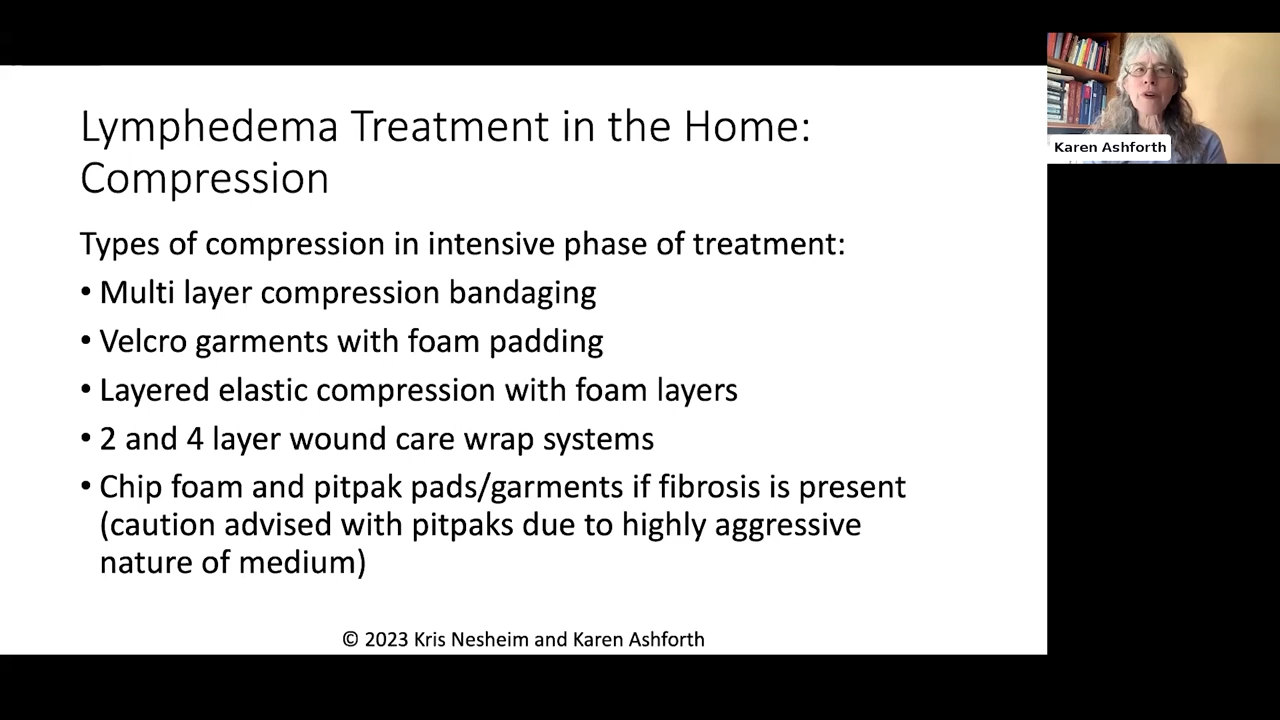 Lymphedema Treatment in the Home:
Compression
Types of compression in intensive phase of treatment:
• Multi layer compression bandaging
• Velcro garments with foam padding
• Layered elastic compression with foam layers
• 2 and 4 layer wound care wrap systems
• Chip foam and pitpak pads/garments if fibrosis is present
(caution advised with pitpaks due to highly aggressive
nature of medium)
© 2023 Kris Nesheim and Karen Ashforth
Karen Ashforth